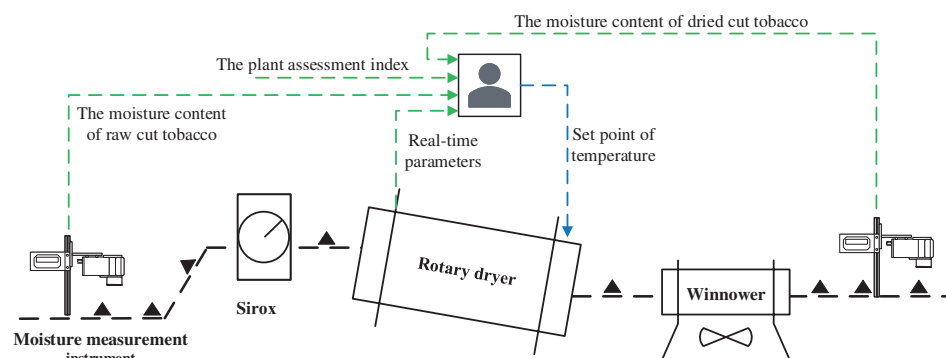 The moisture content of dried cut tobacco
The plant assessment index
The moisture content
of raw cut tobacco
Real-time
parameters
Set point of
temperature
Rotary dryer
Sirox
Winnower
Moisture measurement
instrument